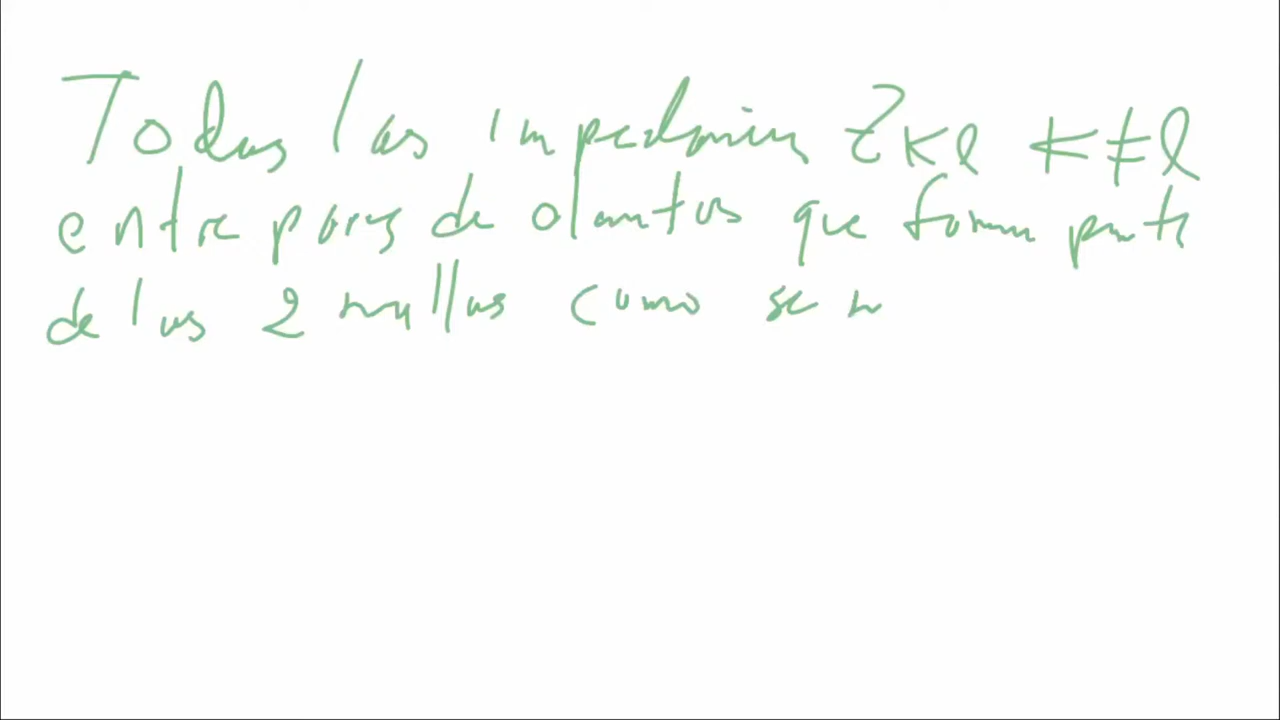 Todas las impedancias Zkl k≠l
entre pares de elementos que forman parte
de las 2 mallas como se m